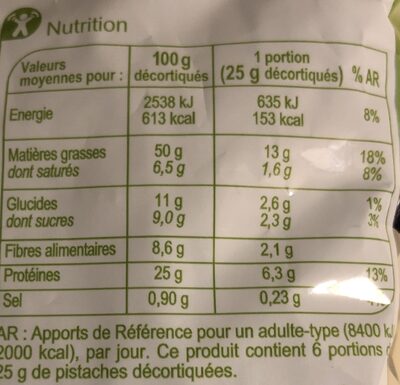 Nutrition
Valeurs moyennes pour : 100 g décortiqués 1 portion (25 g décortiqués) % AR
Energie 2538 kJ 613 kcal 635 kJ 153 kcal 8%
Matières grasses 50 g 13 g 18%
dont saturés 6,5 g 1,6 g 8%
Glucides 11 g 2,6 g 1%
dont sucres 9,0 g 2,3 g 3%
Fibres alimentaires 8,6 g 2,1 g
Protéines 25 g 6,3 g 13%
Sel 0,90 g 0,23 g
AR : Apports de Référence pour un adulte-type (8400 kJ
2000 kcal), par jour. Ce produit contient 6 portions
25 g de pistaches décortiquées.